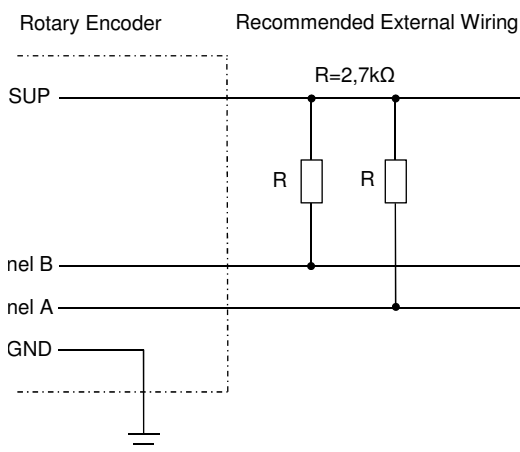 Rotary Encoder
Recommended External Wiring
R=2,7kΩ
SUP
R
R
nel B
nel A
GND